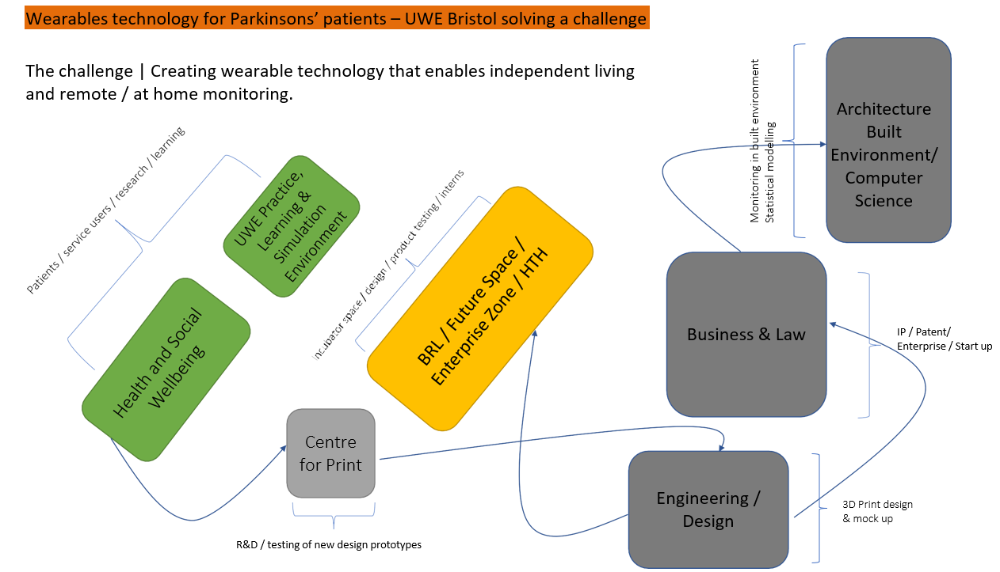 Wearables technology for Parkinsons’ patients – UWE Bristol solving a challenge
The challenge | Creating wearable technology that enables independent living
and remote / at home monitoring.
Patients / service users / research / learning
UWE Practice,
Learning &
Simulation
Environment
Health and Social
Wellbeing
Incubator space / design / product testing / interns
BRL / Future Space /
Enterprise Zone / HTH
Centre
for Print
R&D / testing of new design prototypes
Monitoring in built environment
Statistical modelling
Architecture
Built
Environment/
Computer
Science
Business & Law
IP / Patent/
Enterprise / Start up
Engineering /
Design
3D Print design
& mock up